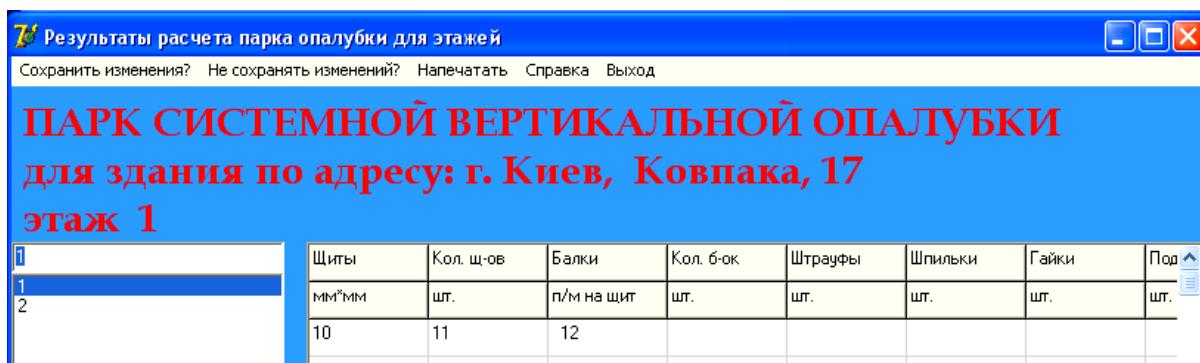 Результаты расчета парка опалубки для этажей
Сохранить изменения? Не сохранять изменений? Напечатать Справка Выход
ПАРК СИСТЕМНОЙ ВЕРТИКАЛЬНОЙ ОПАЛУБКИ
для здания по адресу: г. Киев, Ковпака, 17
этаж 1
1
1
2
Щиты Кол. щ-ов Балки Кол. б-ок Штрауфы Шпильки Гайки Под
мм*мм шт. п/м на щит шт. шт. шт. шт. шт.
10 11 12